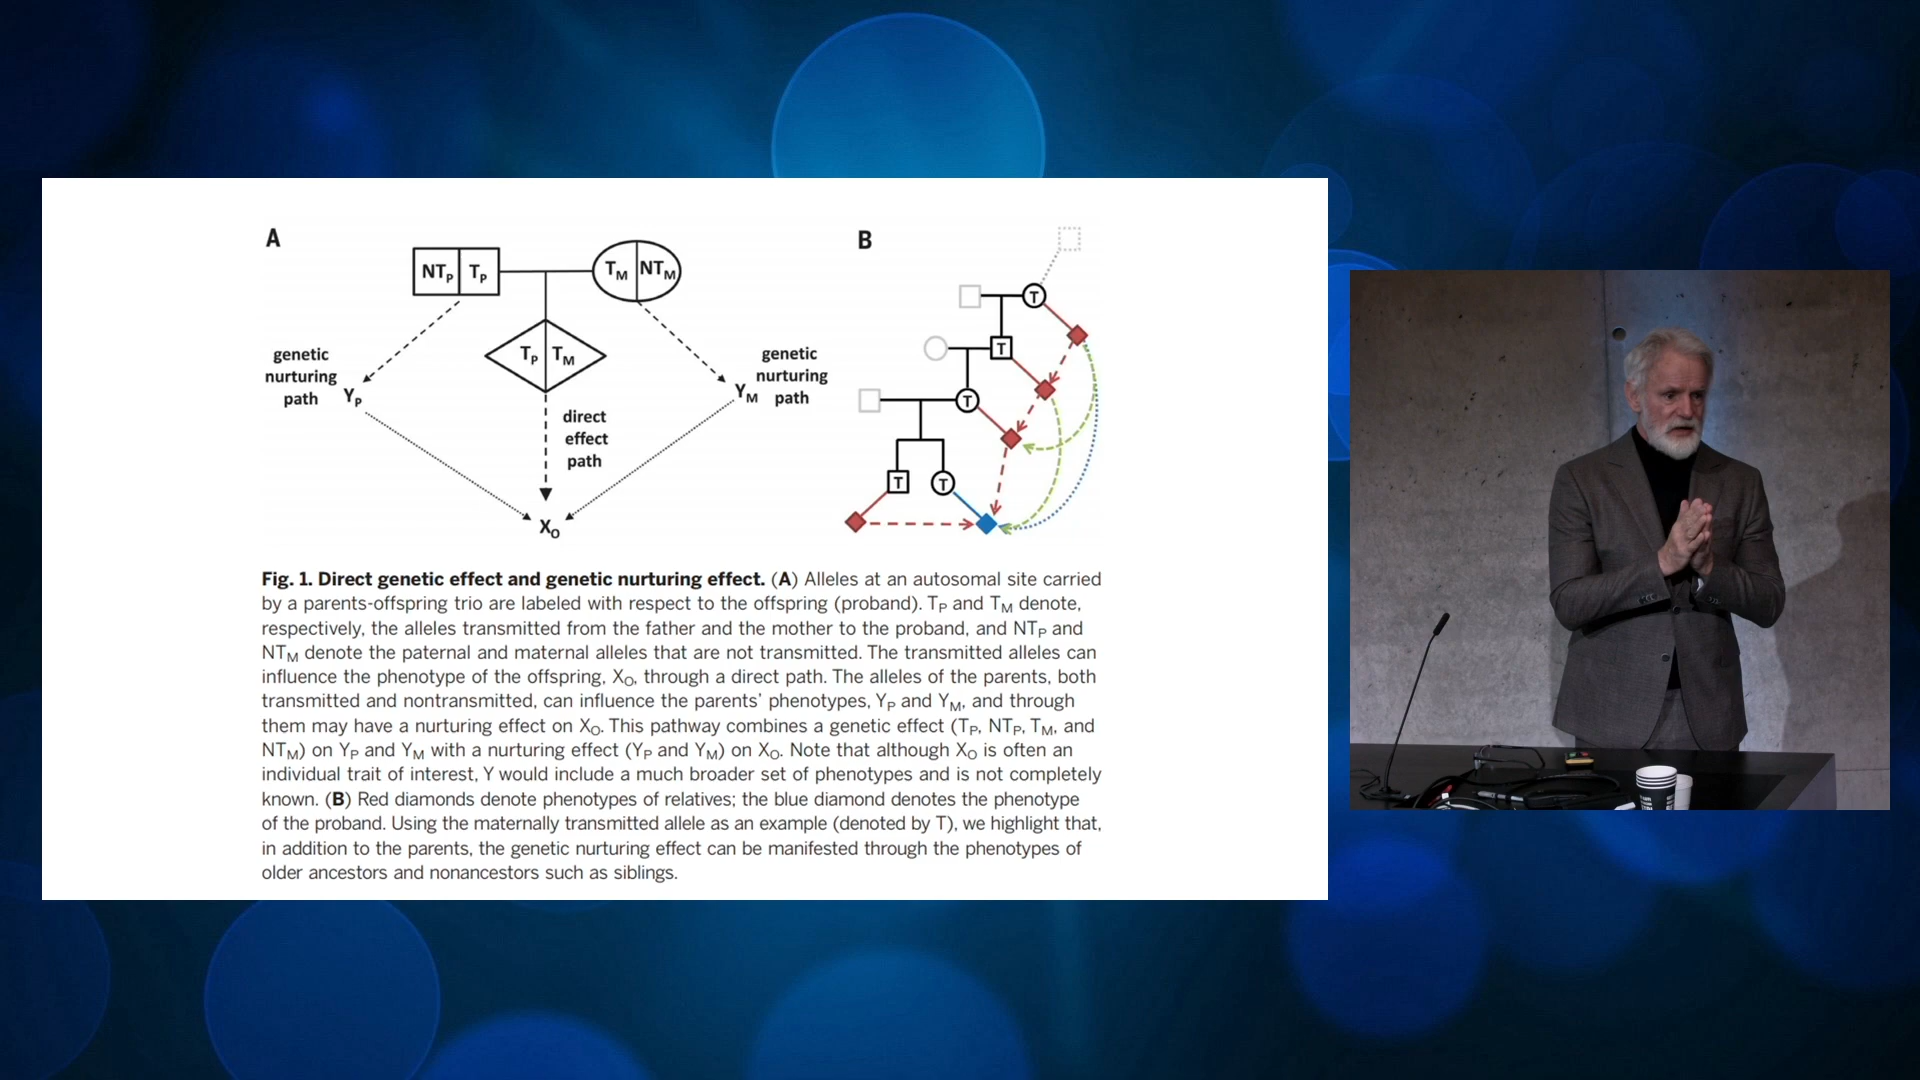 A
NTP TP
TM NTM
TP TM
genetic
nurturing
path
YP
genetic
nurturing
path
YM
direct
effect
path
XO
B
T
T
T
T
T
Fig. 1. Direct genetic effect and genetic nurturing effect. (A) Alleles at an autosomal site carried
by a parents-offspring trio are labeled with respect to the offspring (proband). TP and TM denote,
respectively, the alleles transmitted from the father and the mother to the proband, and NTP and
NTM denote the paternal and maternal alleles that are not transmitted. The transmitted alleles can
influence the phenotype of the offspring, XO, through a direct path. The alleles of the parents, both
transmitted and nontransmitted, can influence the parents' phenotypes, YP and YM, and through
them may have a nurturing effect on XO. This pathway combines a genetic effect (TP, NTP, TM, and
NTM) on YP and YM with a nurturing effect (YP and YM) on XO. Note that although XO is often an
individual trait of interest, Y would include a much broader set of phenotypes and is not completely
known. (B) Red diamonds denote phenotypes of relatives; the blue diamond denotes the phenotype
of the proband. Using the maternally transmitted allele as an example (denoted by T), we highlight that,
in addition to the parents, the genetic nurturing effect can be manifested through the phenotypes of
older ancestors and nonancestors such as siblings.